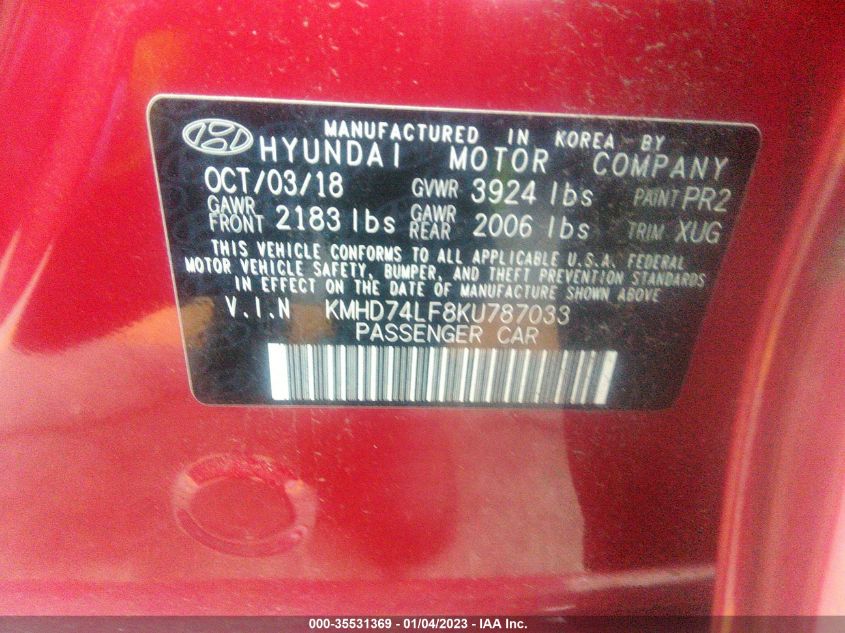 MANUFACTURED IN KOREA BY
HYUNDAI MOTOR COMPANY
OCT/03/18 GVWR 3924 lbs PAINT PR2
GAWR FRONT 2183 lbs GAWR REAR 2006 lbs TRIM XUG
THIS VEHICLE CONFORMS TO ALL APPLICABLE U.S.A. FEDERAL
MOTOR VEHICLE SAFETY, BUMPER, AND THEFT PREVENTION STANDARDS
IN EFFECT ON THE DATE OF MANUFACTURE SHOWN ABOVE
V.I.N KMHD74LF8KU787033
PASSENGER CAR
000-35531369 - 01/04/2023 - IAA Inc.